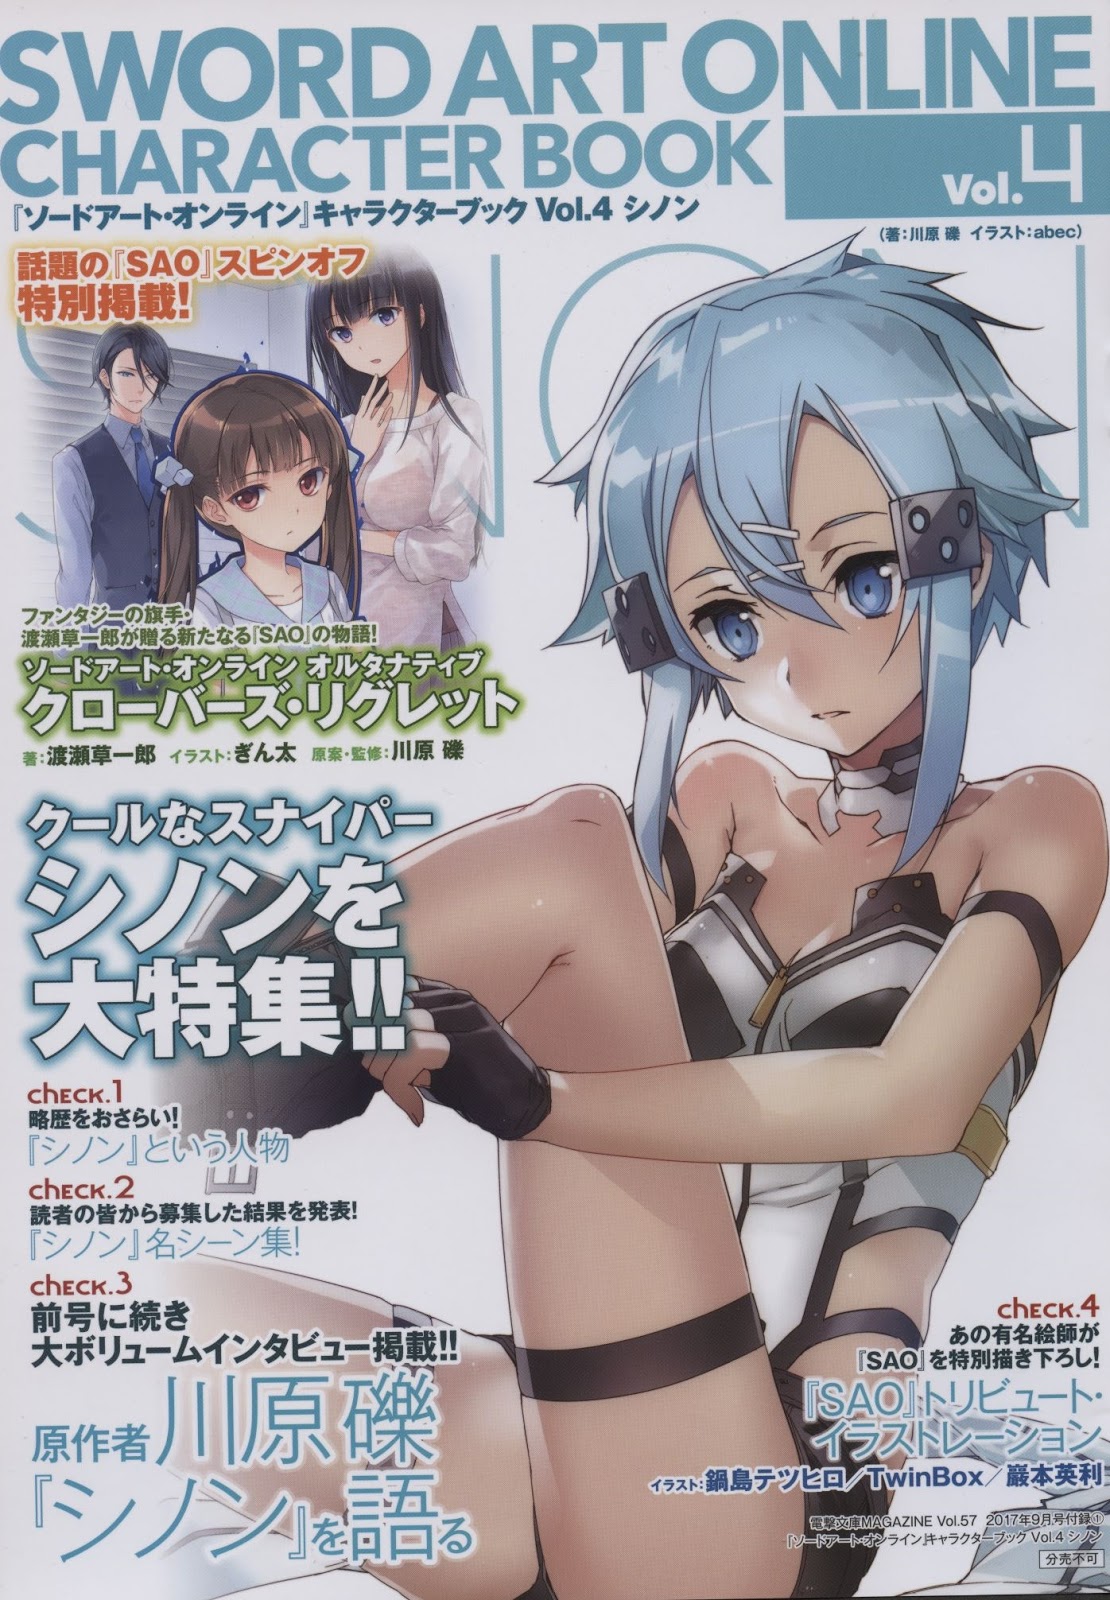 SWORD ART ONLINE
CHARACTER BOOK
Vol.4
『ソードアート・オンライン』キャラクターブック Vol.4 シノン
(著:川原 礫 イラスト:abec)
SINON
話題の『SAO』スピンオフ
特別掲載!
ファンタジーの旗手・
渡瀬草一郎が贈る新たなる『SAO』の物語!
ソードアート・オンライン オルタナティブ
クローバーズ・リグレット
著:渡瀬草一郎 イラスト:ぎん太 原案・監修:川原 礫
クールなスナイパー
シノンを
大特集!!
CHECK.1
略歴をおさらい!
『シノン』という人物
CHECK.2
読者の皆から募集した結果を発表!
『シノン』名シーン集!
CHECK.3
前号に続き
大ボリュームインタビュー掲載!!
原作者 川原 礫
『シノン』を語る
CHECK.4
あの有名絵師が
『SAO』を特別描き下ろし!
『SAO』トリビュート・
イラストレーション
イラスト:鍋島テツヒロ/TwinBox/巌本英利
電撃文庫MAGAZINE Vol.57 2017年9月号付録①
『ソードアート・オンライン』キャラクターブック Vol.4 シノン
分売不可